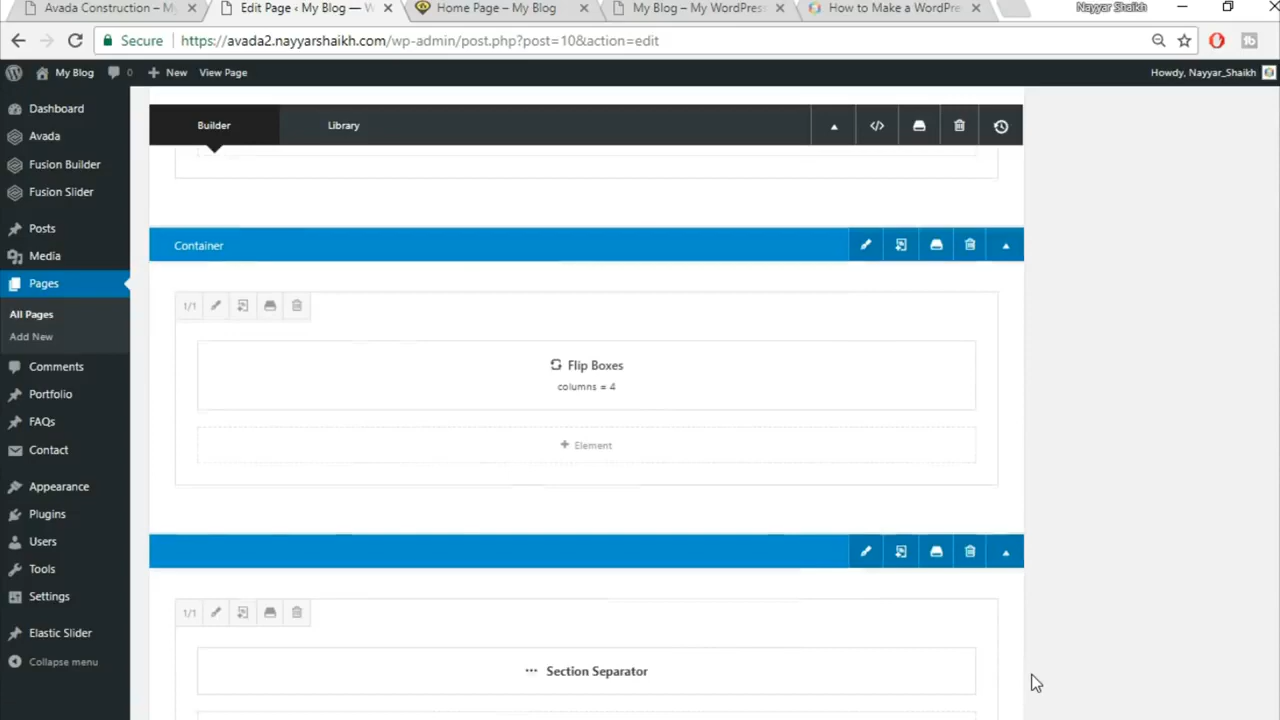 Avada Construction – My
Edit Page ‹ My Blog — W
Home Page – My Blog
My Blog – My WordPress
How to Make a WordPre
Nayyar Shaikh
Secure
https://avada2.nayyarshaikh.com/wp-admin/post.php?post=10&action=edit
My Blog
0
New
View Page
Howdy, Nayyar_Shaikh
Dashboard
Avada
Fusion Builder
Fusion Slider
Posts
Media
Pages
All Pages
Add New
Comments
Portfolio
FAQs
Contact
Appearance
Plugins
Users
Tools
Settings
Elastic Slider
Collapse menu
Builder
Library
Container
1/1
Flip Boxes
columns = 4
+ Element
1/1
Section Separator